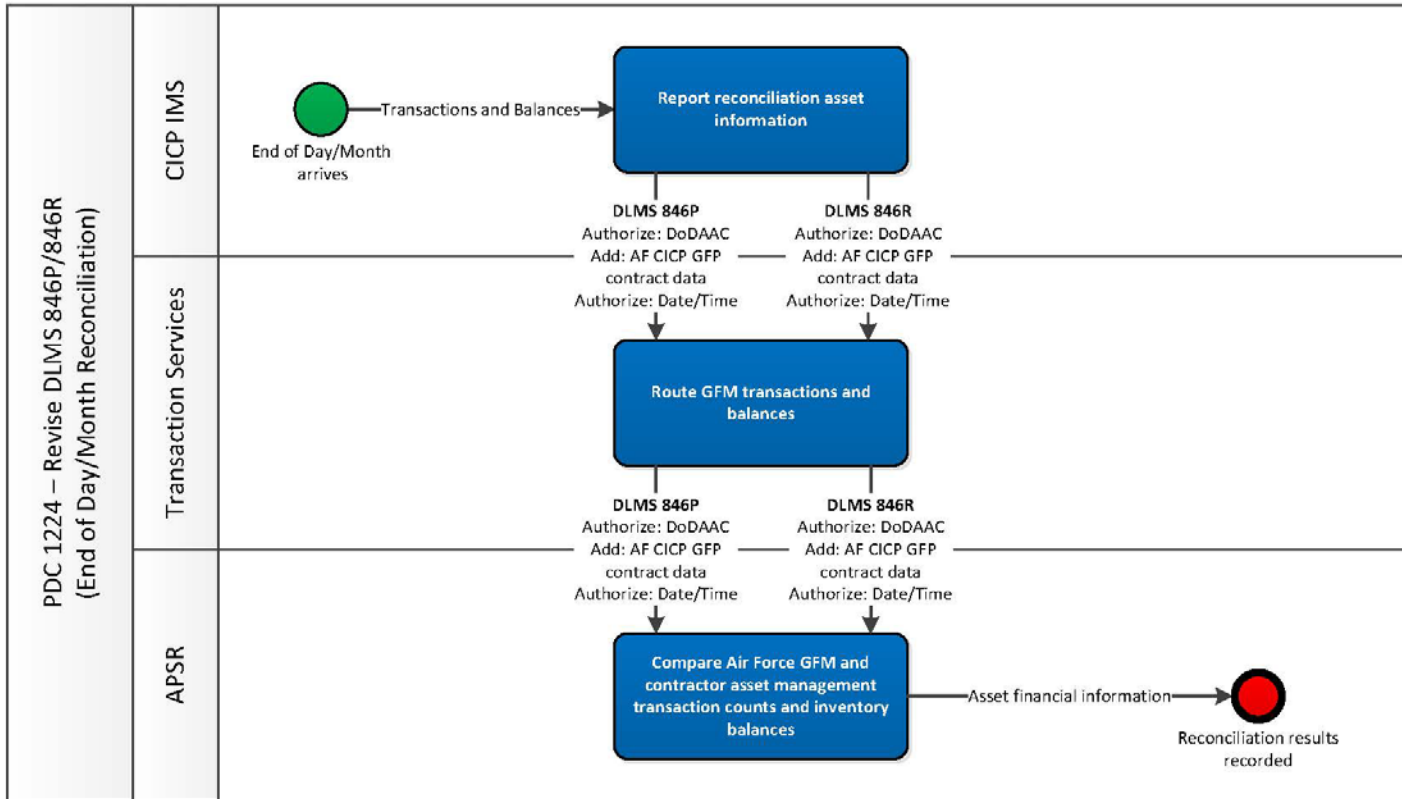 PDC 1224 – Revise DLMS 846P/846R
(End of Day/Month Reconciliation)
CICP IMS
End of Day/Month
arrives
Transactions and Balances
Report reconciliation asset
information
DLMS 846P
Authorize: DoDAAC
Add: AF CICP GFP
contract data
Authorize: Date/Time
DLMS 846R
Authorize: DoDAAC
Add: AF CICP GFP
contract data
Authorize: Date/Time
Transaction Services
Route GFM transactions and
balances
DLMS 846P
Authorize: DoDAAC
Add: AF CICP GFP
contract data
Authorize: Date/Time
DLMS 846R
Authorize: DoDAAC
Add: AF CICP GFP
contract data
Authorize: Date/Time
APSR
Compare Air Force GFM and
contractor asset management
transaction counts and inventory
balances
Asset financial information
Reconciliation results
recorded